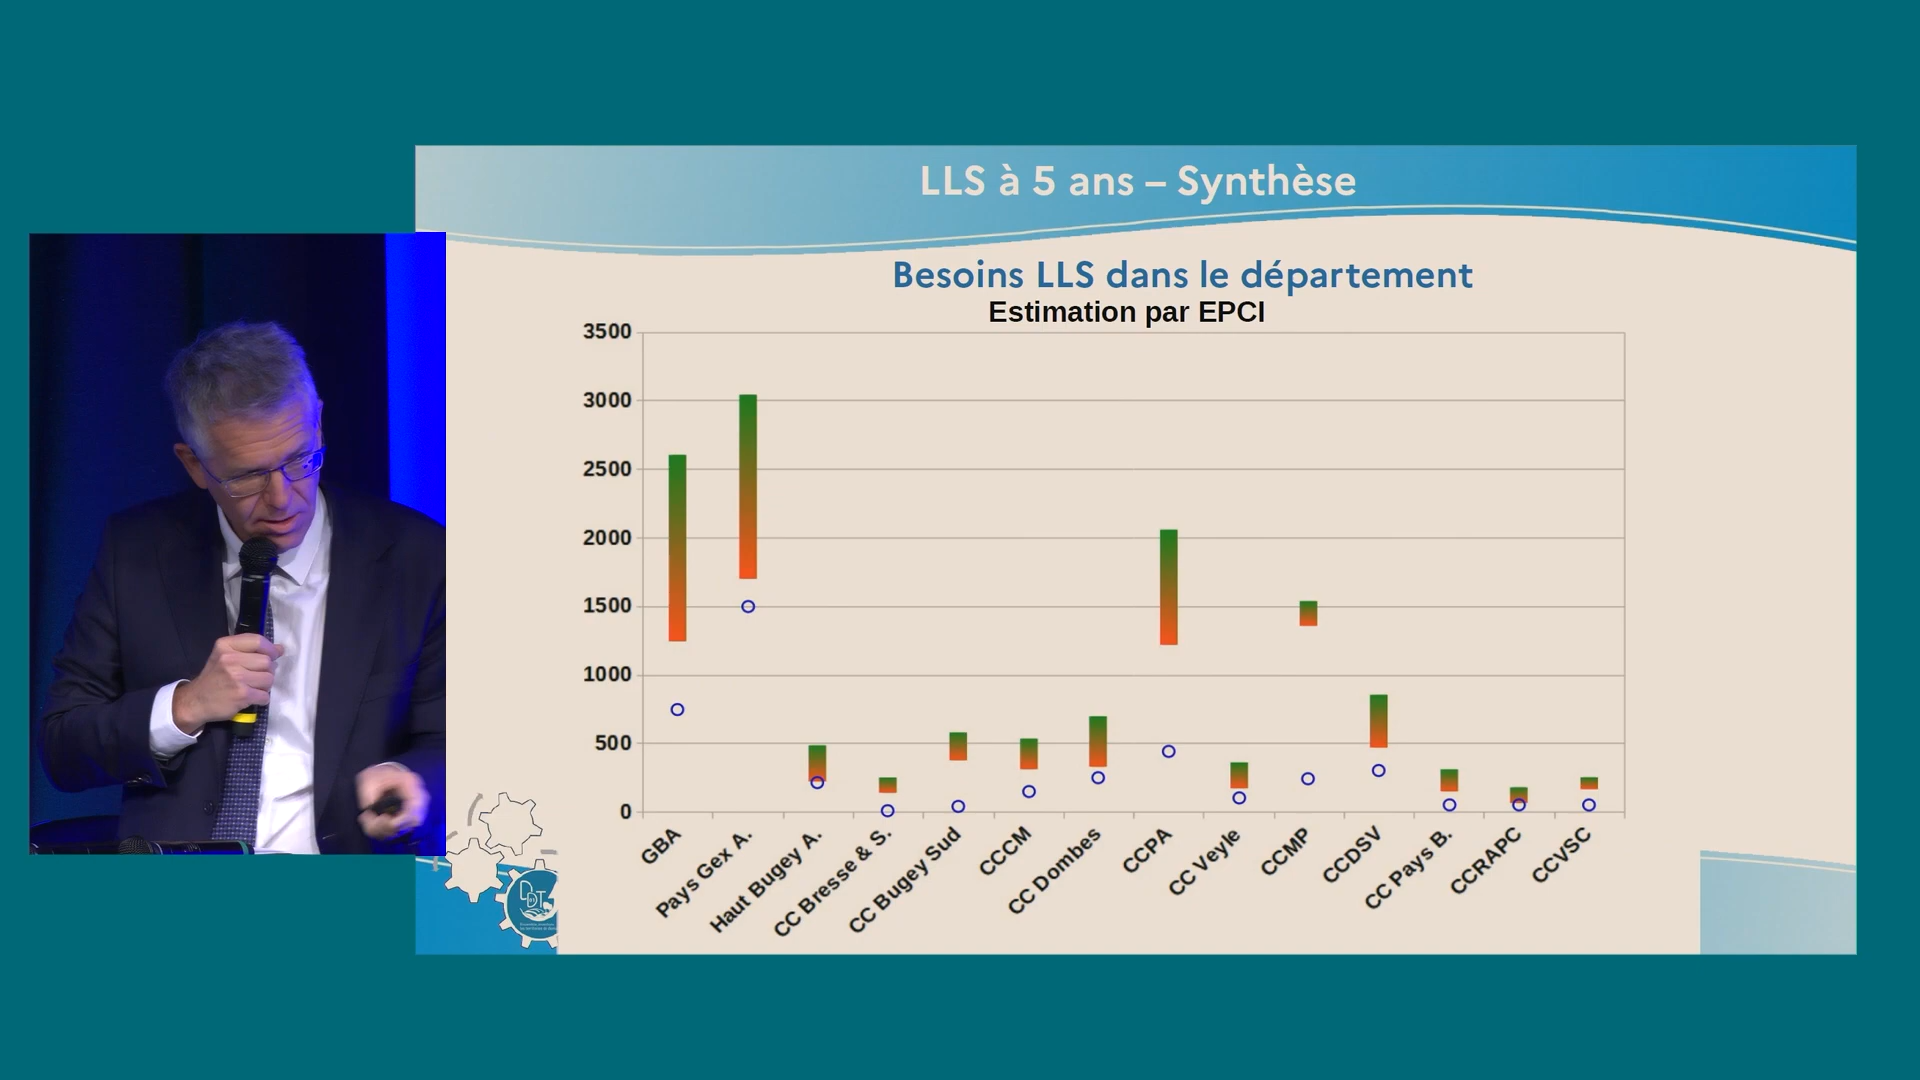 LLS à 5 ans – Synthèse
Besoins LLS dans le département
Estimation par EPCI
3500
3000
2500
2000
1500
1000
500
0
GBA
Pays Gex A.
Haut Bugey A.
CC Bresse & S.
CC Bugey Sud
CCCM
CC Dombes
CCPA
CC Veyle
CCMP
CCDSV
CC Pays B.
CCRAPC
CCVSC
DDT